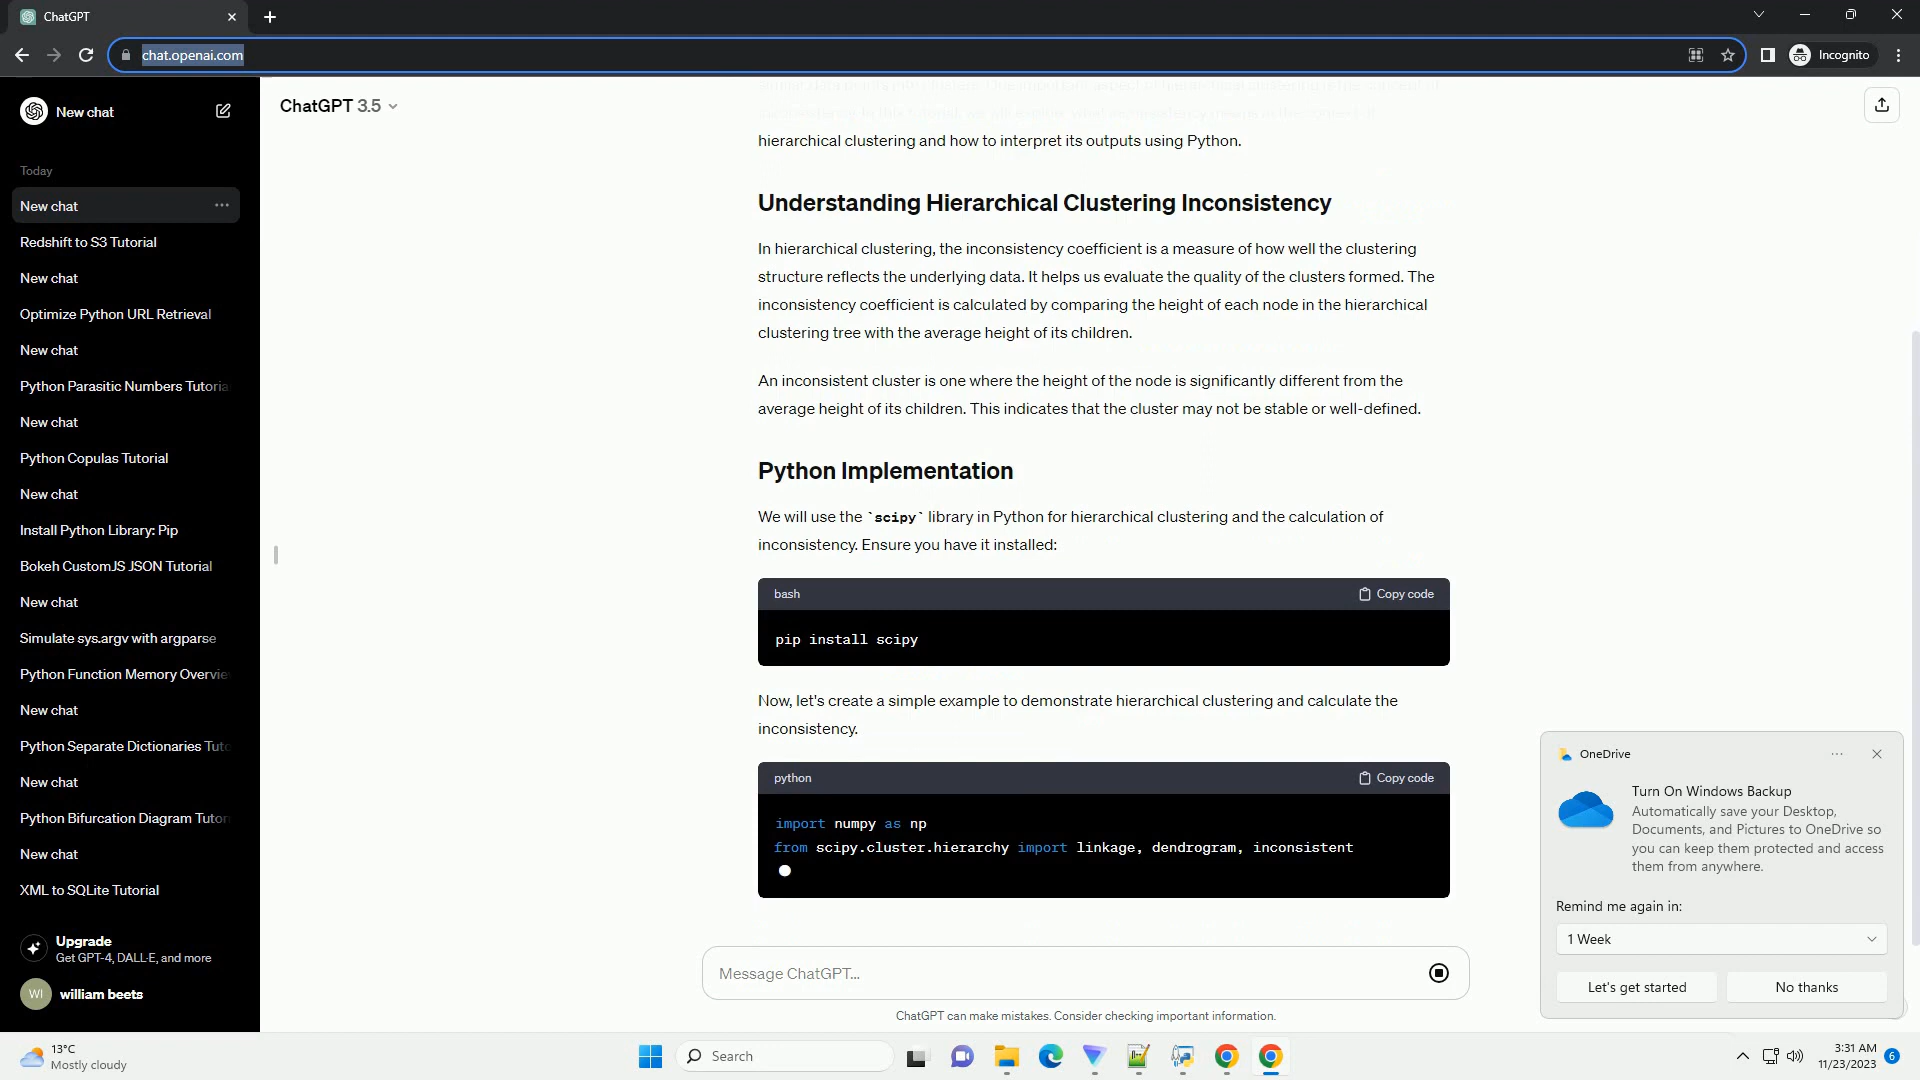 ChatGPT
chat.openai.com
Incognito
New chat
Today
New chat
Redshift to S3 Tutorial
New chat
Optimize Python URL Retrieval
New chat
Python Parasitic Numbers Tutoria
New chat
Python Copulas Tutorial
New chat
Install Python Library: Pip
Bokeh CustomJS JSON Tutorial
New chat
Simulate sys.argv with argparse
Python Function Memory Overvie
New chat
Python Separate Dictionaries Tuto
New chat
Python Bifurcation Diagram Tutor
New chat
XML to SQLite Tutorial
Upgrade
Get GPT-4, DALL·E, and more
WI
william beets
ChatGPT 3.5
hierarchical clustering and how to interpret its outputs using Python.
Understanding Hierarchical Clustering Inconsistency
In hierarchical clustering, the inconsistency coefficient is a measure of how well the clustering
structure reflects the underlying data. It helps us evaluate the quality of the clusters formed. The
inconsistency coefficient is calculated by comparing the height of each node in the hierarchical
clustering tree with the average height of its children.
An inconsistent cluster is one where the height of the node is significantly different from the
average height of its children. This indicates that the cluster may not be stable or well-defined.
Python Implementation
We will use the `scipy` library in Python for hierarchical clustering and the calculation of
inconsistency. Ensure you have it installed:
bash
Copy code
pip install scipy
Now, let's create a simple example to demonstrate hierarchical clustering and calculate the
inconsistency.
python
Copy code
import numpy as np
from scipy.cluster.hierarchy import linkage, dendrogram, inconsistent
Message ChatGPT...
ChatGPT can make mistakes. Consider checking important information.
OneDrive
Turn On Windows Backup
Automatically save your Desktop,
Documents, and Pictures to OneDrive so
you can keep them protected and access
them from anywhere.
Remind me again in:
1 Week
Let's get started
No thanks
13°C
Mostly cloudy
Search
3:31 AM
11/23/2023
6